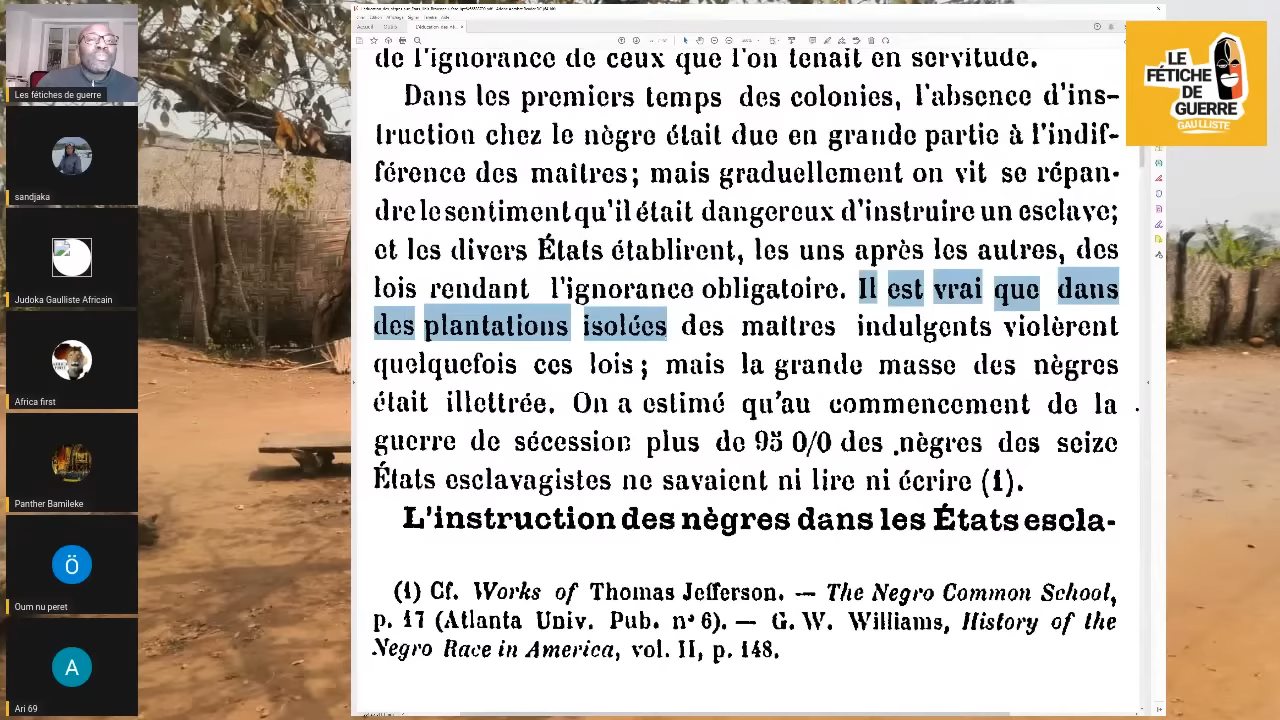 Les fétiches de guerre
sandjaka
Judoka Gaulliste Africain
Africa first
Panther Bamileke
Ö
Oum nu peret
A
Ari 69
Accueil
Outils
de l'ignorance de ceux que l'on tenait en servitude.
Dans les premiers temps des colonies, l'absence d'ins-
truction chez le nègre était due en grande partie à l'indif-
férence des maîtres; mais graduellement on vit se répan-
dre le sentiment qu'il était dangereux d'instruire un esclave;
et les divers États établirent, les uns après les autres, des
lois rendant l'ignorance obligatoire. Il est vrai que dans
des plantations isolées des maîtres indulgents violèrent
quelquefois ces lois; mais la grande masse des nègres
était illettrée. On a estimé qu'au commencement de la
guerre de sécession plus de 95 0/0 des nègres des seize
États esclavagistes ne savaient ni lire ni écrire (1).
L'instruction des nègres dans les États escla-
(1) Cf. Works of Thomas Jefferson. — The Negro Common School,
p. 17 (Atlanta Univ. Pub. nº 6). — G. W. Williams, History of the
Negro Race in America, vol. II, p. 148.
LE
FÉTICHE
DE
GUERRE
GAULLISTE